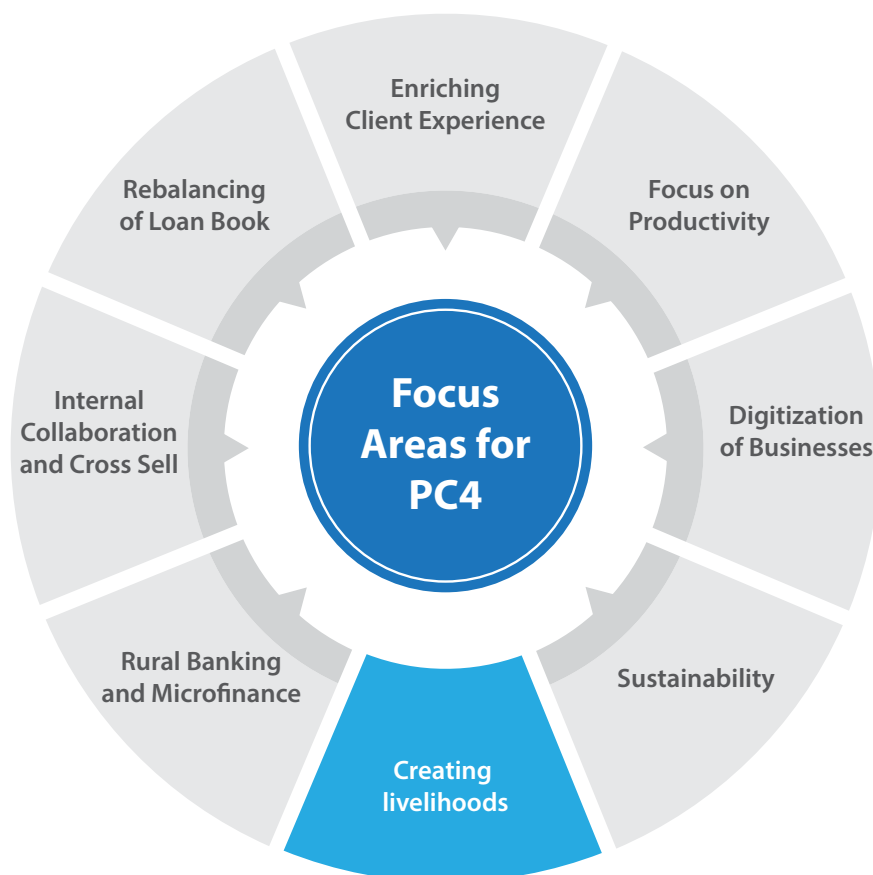 Enriching
Client Experience
Focus on
Productivity
Digitization
of Businesses
Sustainability
Creating
livelihoods
Rural Banking
and Microfinance
Internal
Collaboration
and Cross Sell
Rebalancing
of Loan Book
Focus
Areas for
PC4